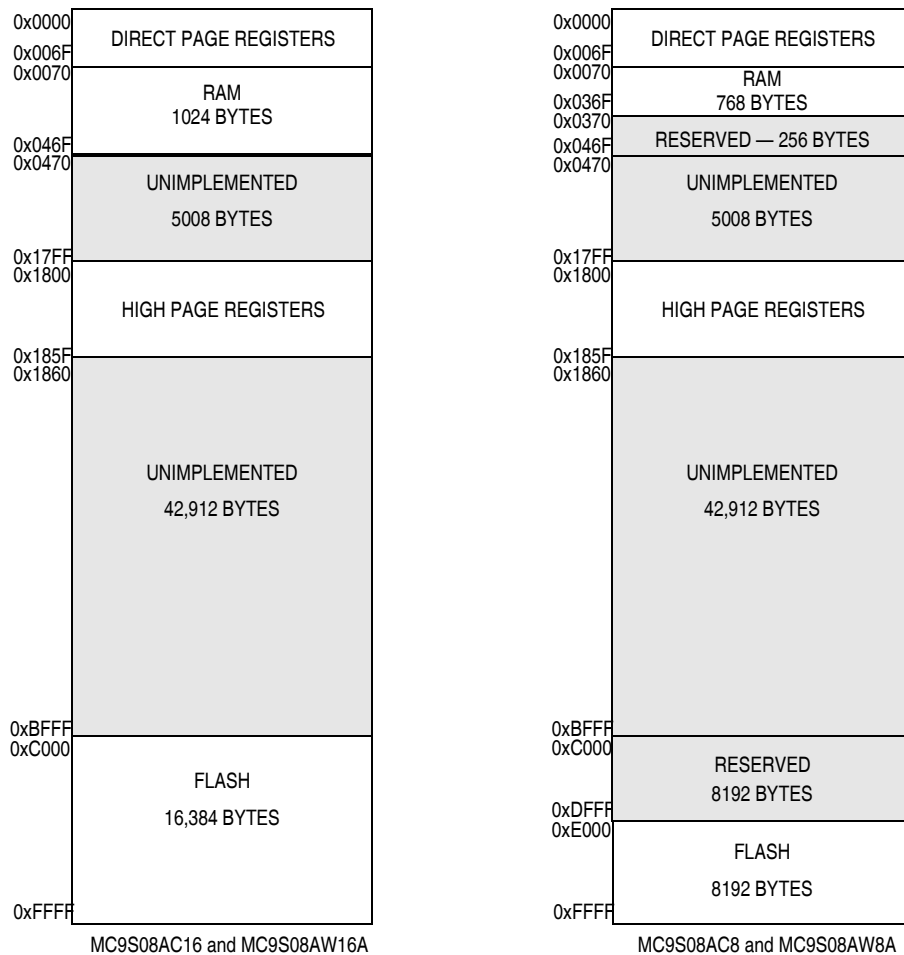 0x0000
DIRECT PAGE REGISTERS
0x006F
0x0070
RAM
1024 BYTES
0x046F
0x0470
UNIMPLEMENTED
5008 BYTES
0x17FF
0x1800
HIGH PAGE REGISTERS
0x185F
0x1860
UNIMPLEMENTED
42,912 BYTES
0xBFFF
0xC000
FLASH
16,384 BYTES
0xFFFF
MC9S08AC16 and MC9S08AW16A
0x0000
DIRECT PAGE REGISTERS
0x006F
0x0070
RAM
768 BYTES
0x036F
0x0370
RESERVED — 256 BYTES
0x046F
0x0470
UNIMPLEMENTED
5008 BYTES
0x17FF
0x1800
HIGH PAGE REGISTERS
0x185F
0x1860
UNIMPLEMENTED
42,912 BYTES
0xBFFF
0xC000
RESERVED
8192 BYTES
0xDFFF
0xE000
FLASH
8192 BYTES
0xFFFF
MC9S08AC8 and MC9S08AW8A